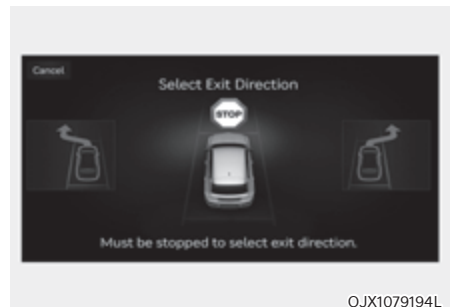 Cancel
Select Exit Direction
STOP
Must be stopped to select exit direction.
OJX1079194L